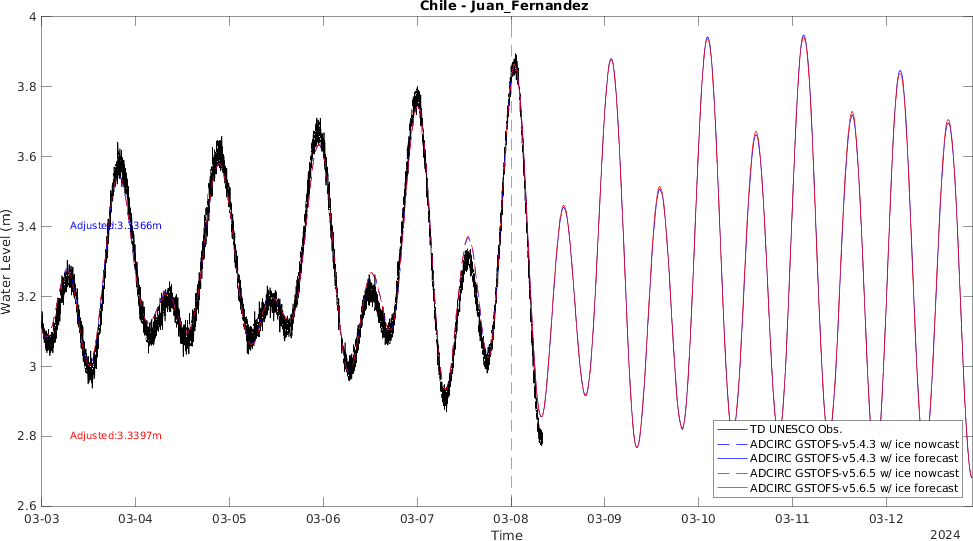 Chile - Juan_Fernandez
4
3.8
3.6
3.4
3.2
3
2.8
2.6
Water Level (m)
Adjusted:3.3366m
Adjusted:3.3397m
TD UNESCO Obs.
ADCIRC GSTOFS-v5.4.3 w/ ice nowcast
ADCIRC GSTOFS-v5.4.3 w/ ice forecast
ADCIRC GSTOFS-v5.6.5 w/ ice nowcast
ADCIRC GSTOFS-v5.6.5 w/ ice forecast
03-03 03-04 03-05 03-06 03-07 03-08 03-09 03-10 03-11 03-12
Time
2024